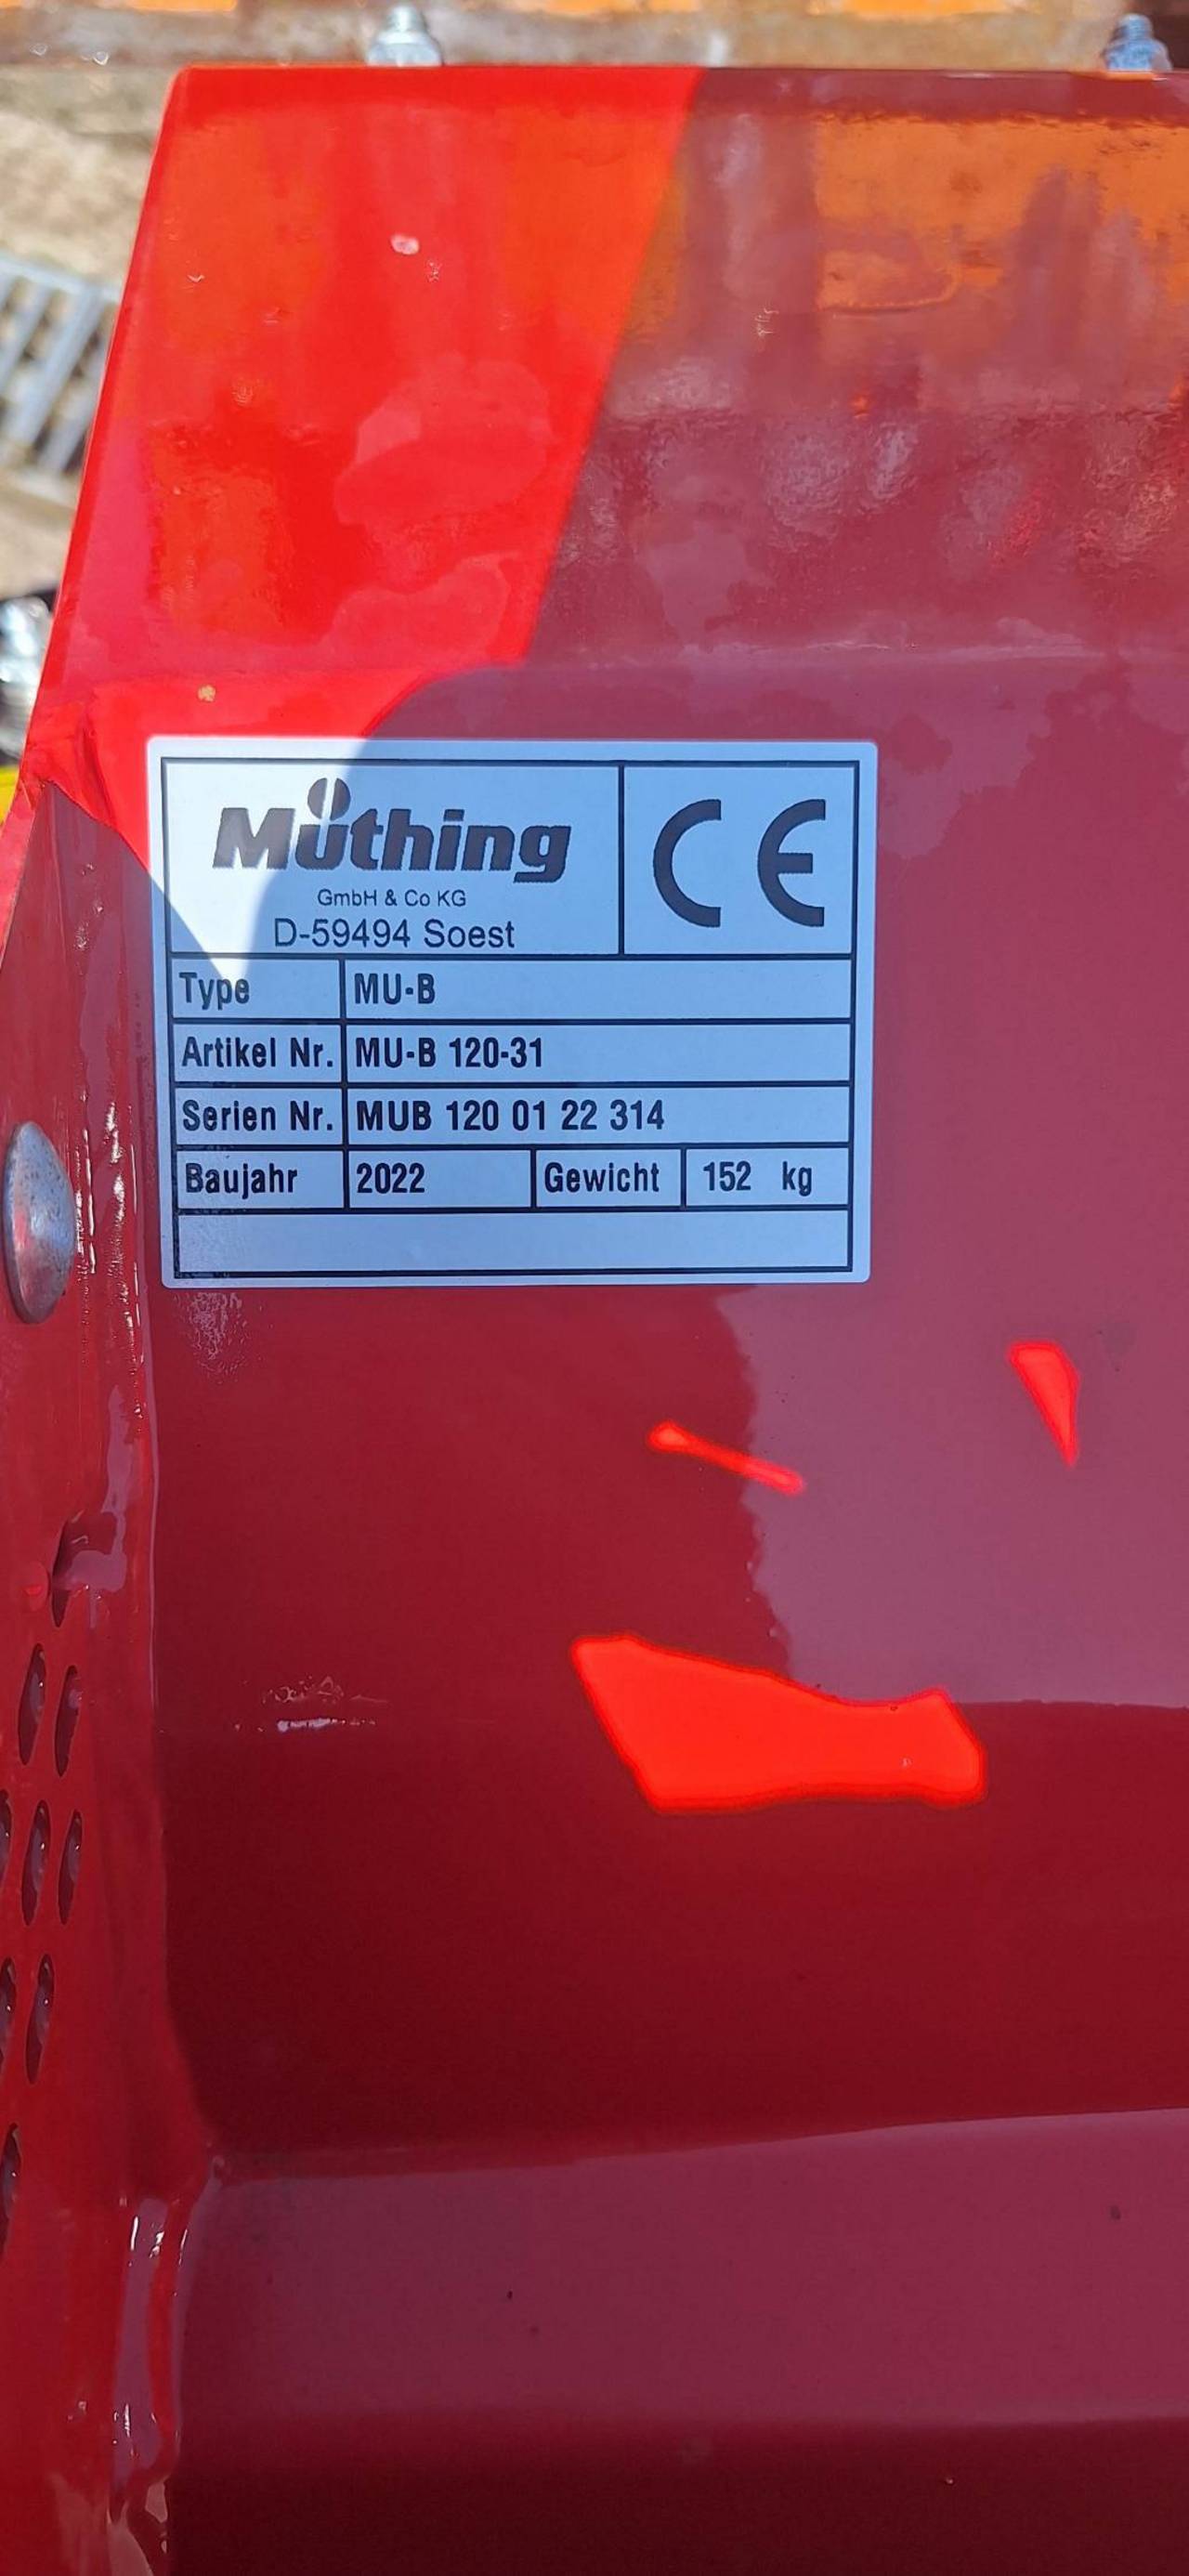 Müthing
GmbH & Co KG
D-59494 Soest
CE
Type MU-B
Artikel Nr. MU-B 120-31
Serien Nr. MUB 120 01 22 314
Baujahr 2022 Gewicht 152 kg